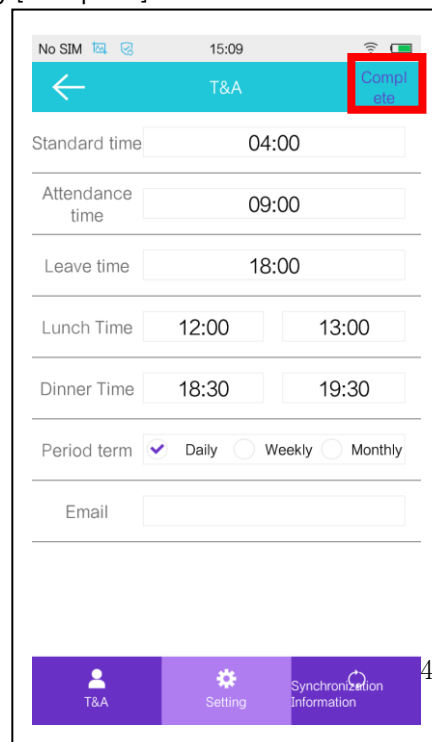 No SIM 15:09
T&A
Compl
ete
Standard time 04:00
Attendance
time 09:00
Leave time 18:00
Lunch Time 12:00 13:00
Dinner Time 18:30 19:30
Period term Daily Weekly Monthly
Email
T&A
Setting
Synchronization
Information
4